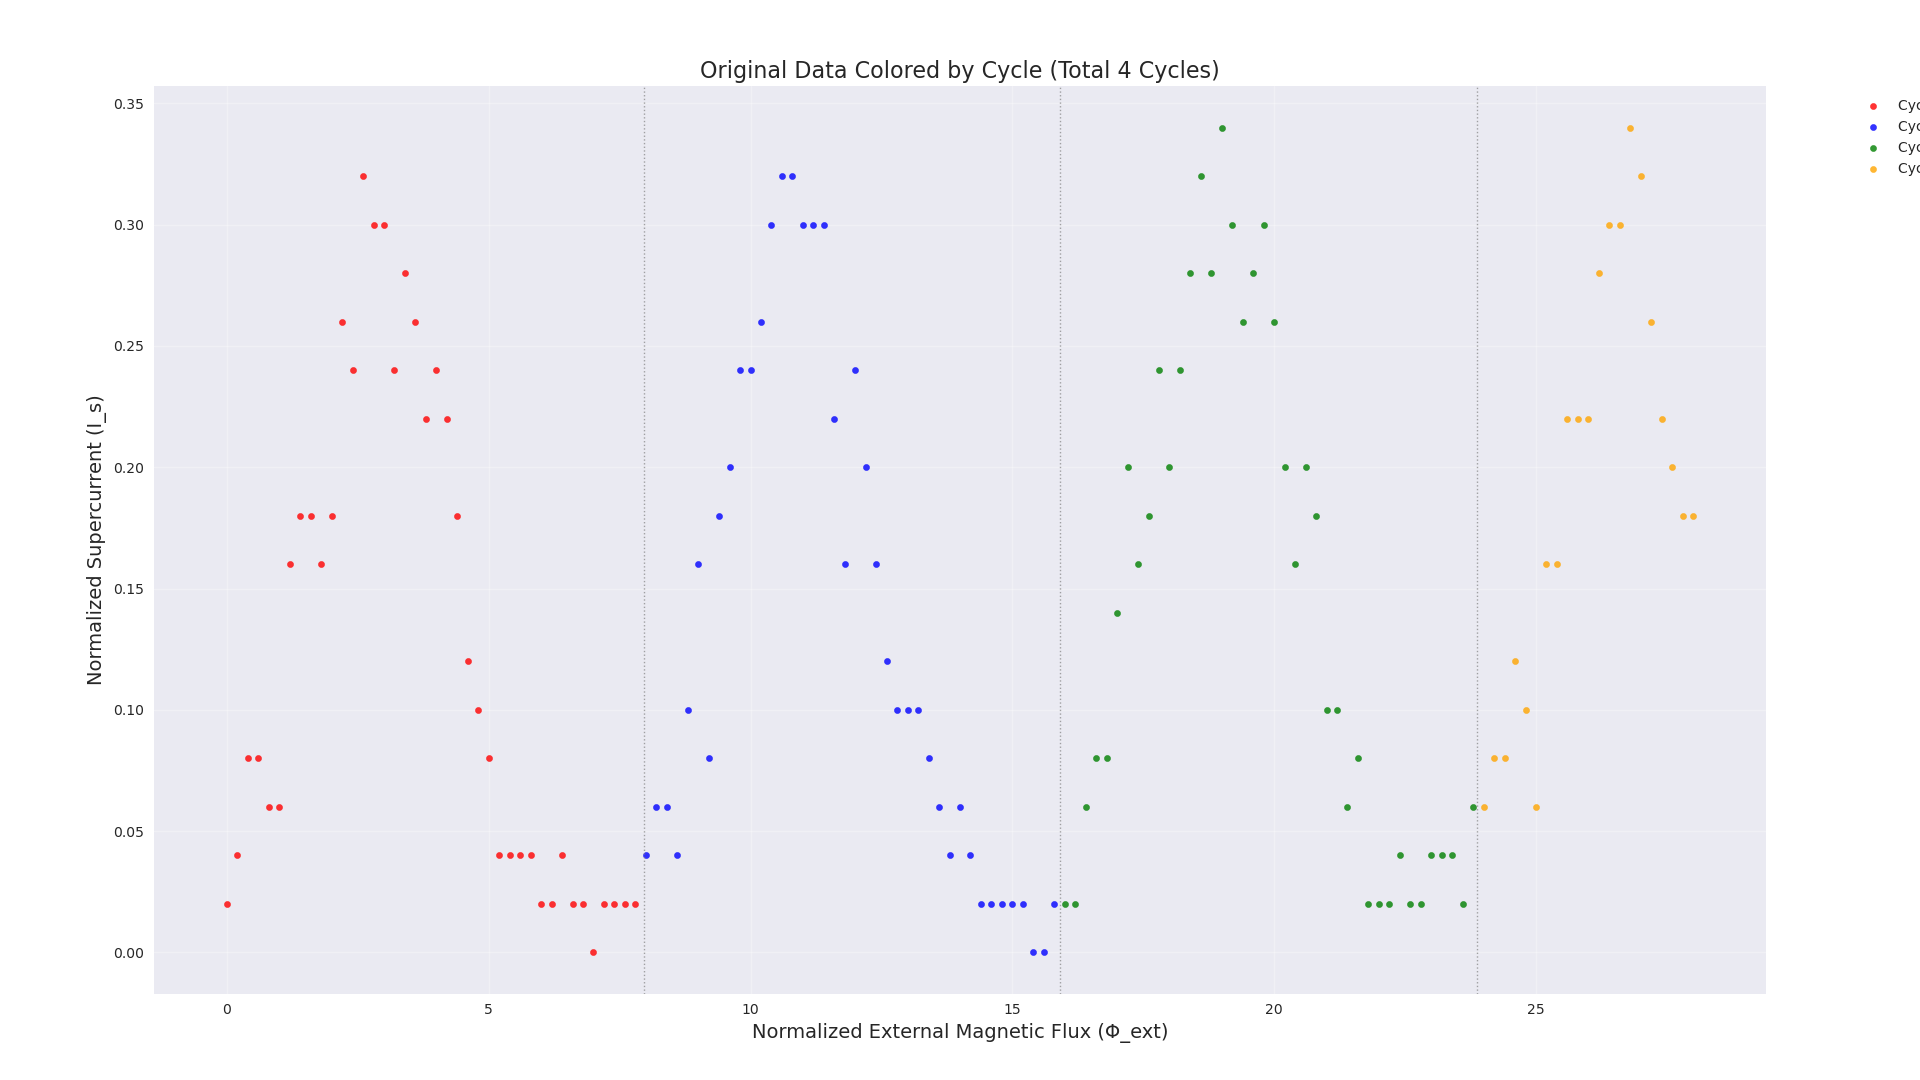 Original Data Colored by Cycle (Total 4 Cycles)
0.35
0.30
0.25
0.20
0.15
0.10
0.05
0.00
Normalized Supercurrent (I_s)
0 5 10 15 20 25
Normalized External Magnetic Flux (Φ_ext)
Cyc
Cyc
Cyc
Cyc